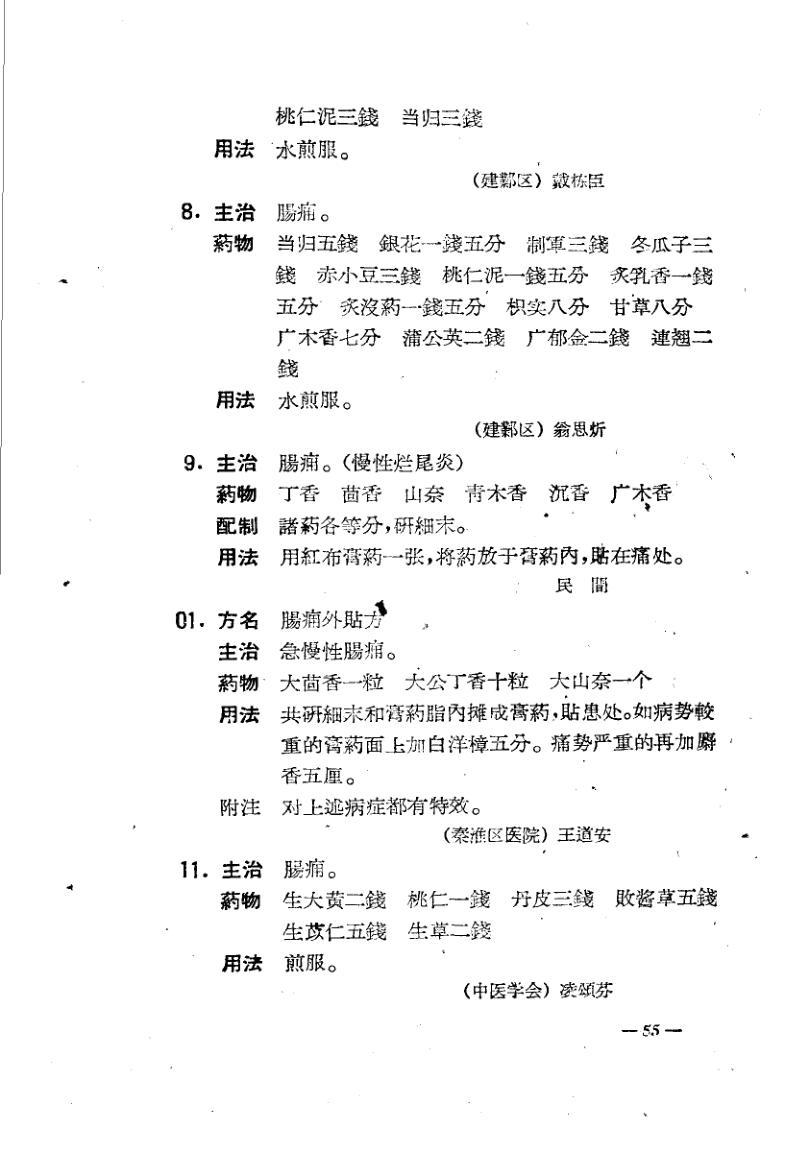 桃仁泥三錢　当归三錢
用法　水煎服。
（建鄴区）戴栋臣
8．主治　腸痈。
葯物　当归五錢　銀花一錢五分　制軍三錢　冬瓜子三
錢　赤小豆三錢　桃仁泥一錢五分　炙乳香一錢
五分　炙沒葯一錢五分　枳实八分　甘草八分
广木香七分　蒲公英二錢　广郁金二錢　連翘二
錢
用法　水煎服。
（建鄴区）翁思妡
9．主治　腸痈。（慢性烂尾炎）
葯物　丁香　茴香　山奈　青木香　沉香　广木香
配制　諸葯各等分，研細末。
用法　用紅布膏葯一张，将葯放于膏葯內，貼在痛处。
民　間
01．方名　腸痈外貼方
主治　急慢性腸痈。
葯物　大茴香一粒　大公丁香十粒　大山奈一个
用法　共研細末和膏葯脂內摊成膏葯，貼患处。如病势較
重的膏葯面上加白洋樟五分。痛势严重的再加麝
香五厘。
附注　对上述病症都有特效。
（秦淮区医院）王道安
11．主治　腸痈。
葯物　生大黄二錢　桃仁一錢　丹皮三錢　敗酱草五錢
生苡仁五錢　生草二錢
用法　煎服。
（中医学会）凌頌芬
— 55 —